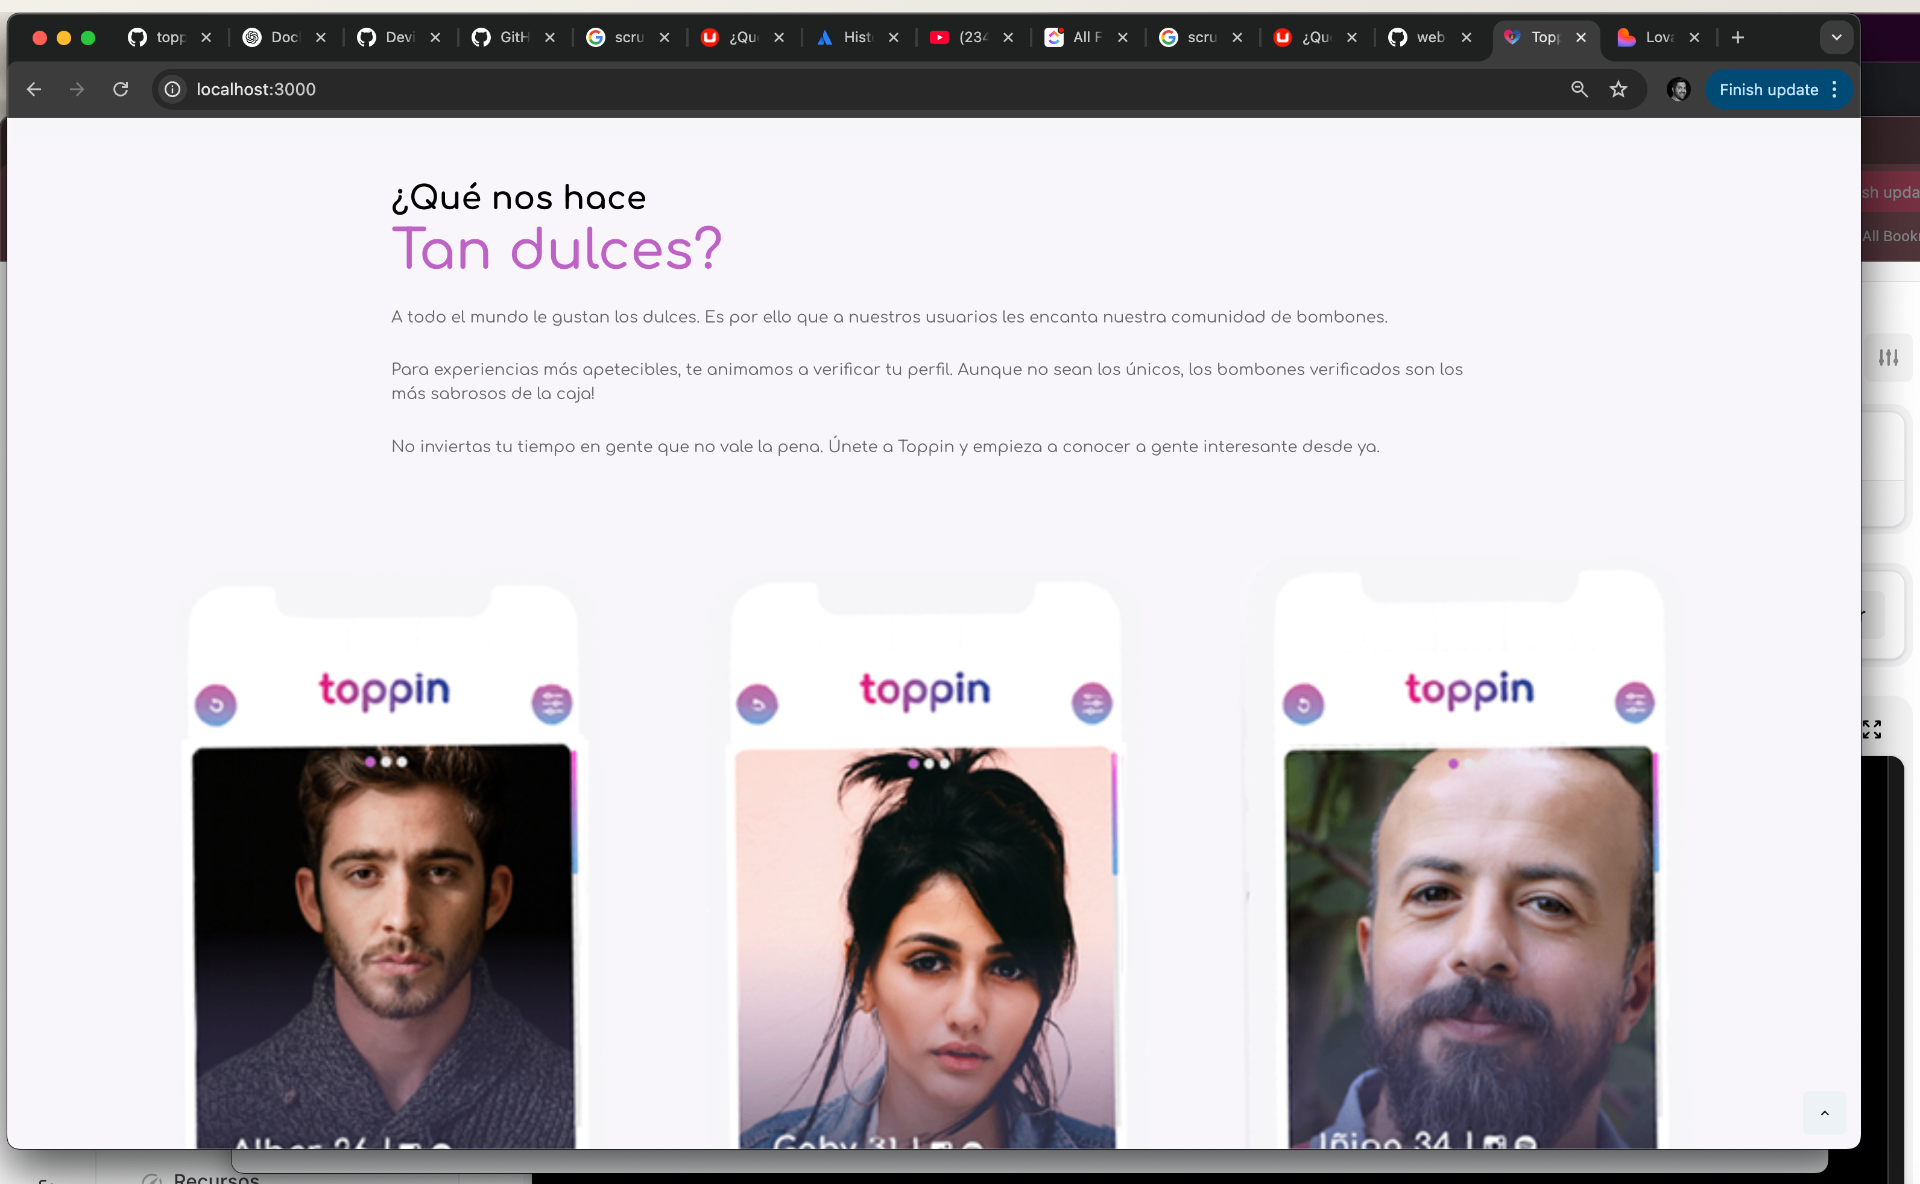 topp
Doc
Devi
GitH
scru
¿Qu
Hist
(234
All F
scru
¿Qu
web
Topp
Lova
localhost:3000
Finish update
sh upda
All Book
¿Qué nos hace
Tan dulces?
A todo el mundo le gustan los dulces. Es por ello que a nuestros usuarios les encanta nuestra comunidad de bombones.
Para experiencias más apetecibles, te animamos a verificar tu perfil. Aunque no sean los únicos, los bombones verificados son los
más sabrosos de la caja!
No inviertas tu tiempo en gente que no vale la pena. Únete a Toppin y empieza a conocer a gente interesante desde ya.
toppin
toppin
toppin
Gaby 31 |
Iñigo 34 |
Recursos